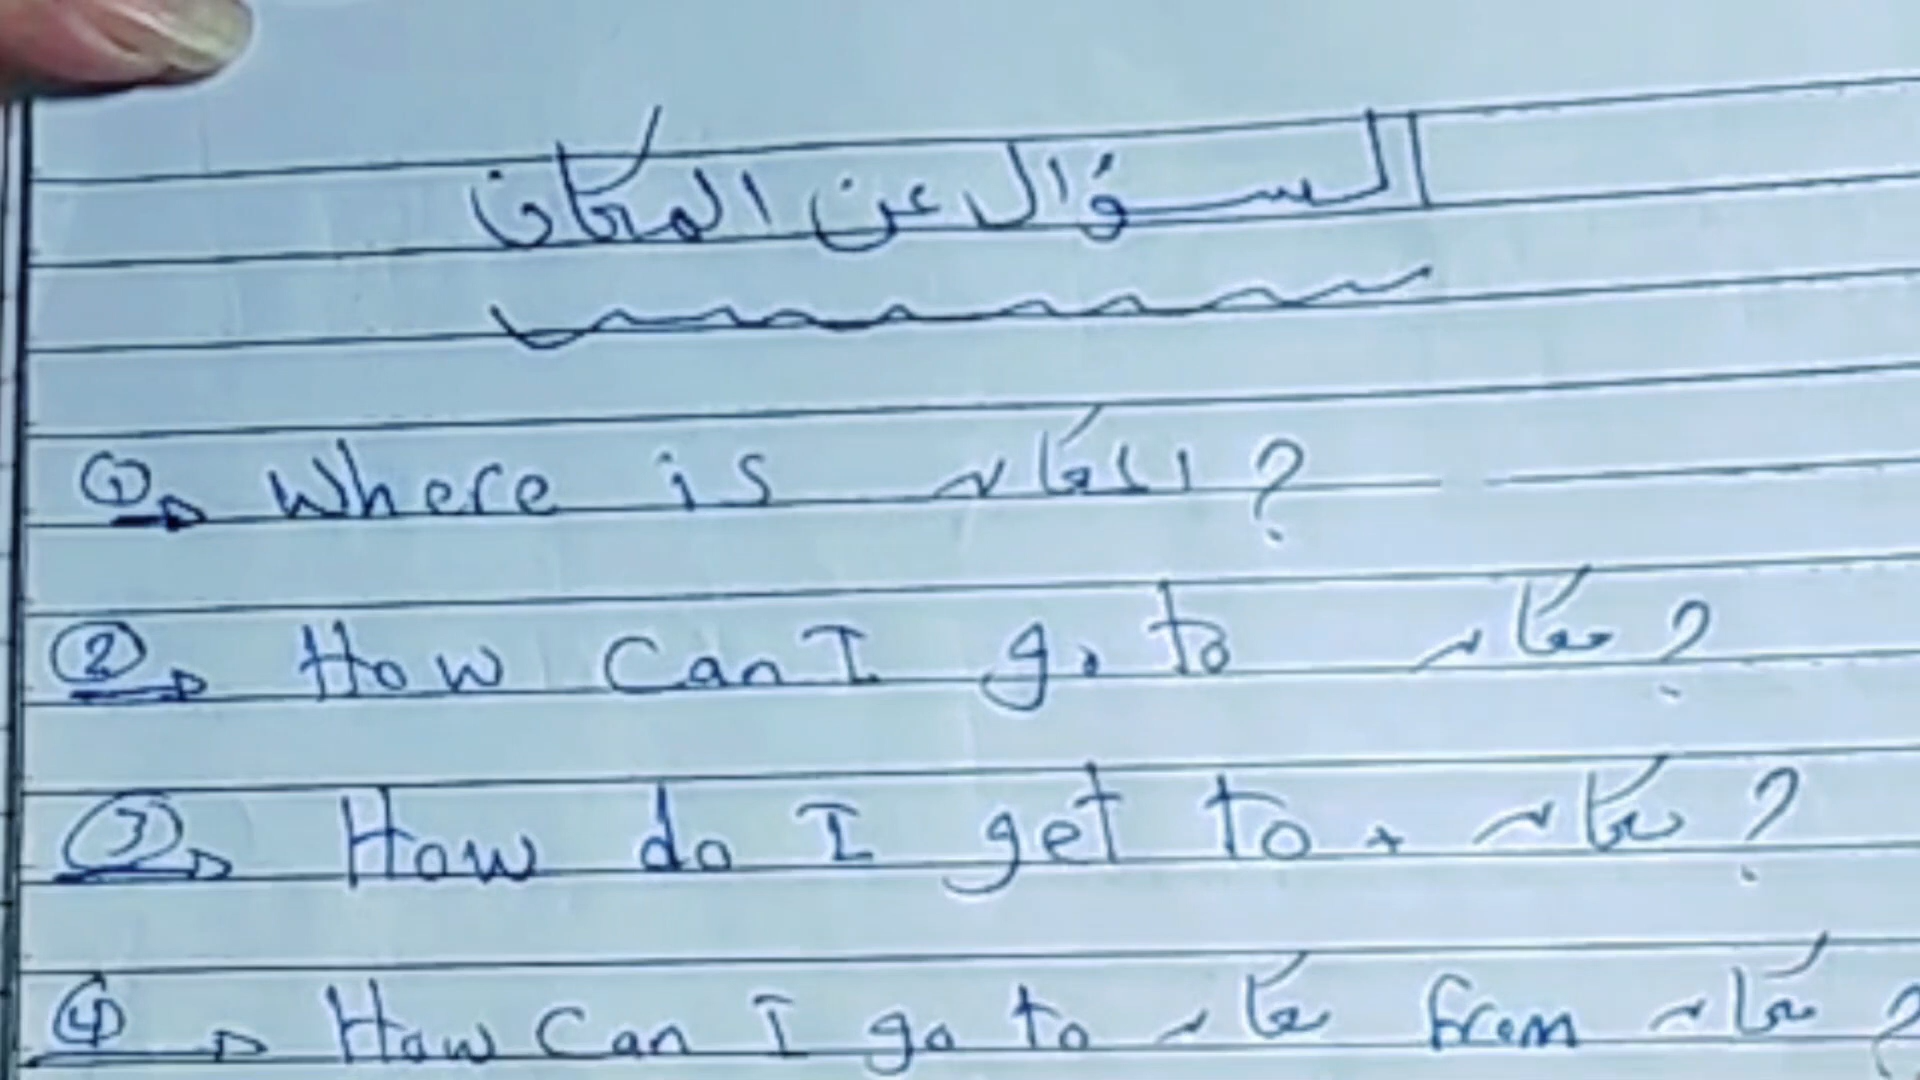 السؤال عن المكان
① Where is المكان ?
② How can I go to مكان ?
③ How do I get to + مكان ?
④ How can I go to مكان from مكان ?